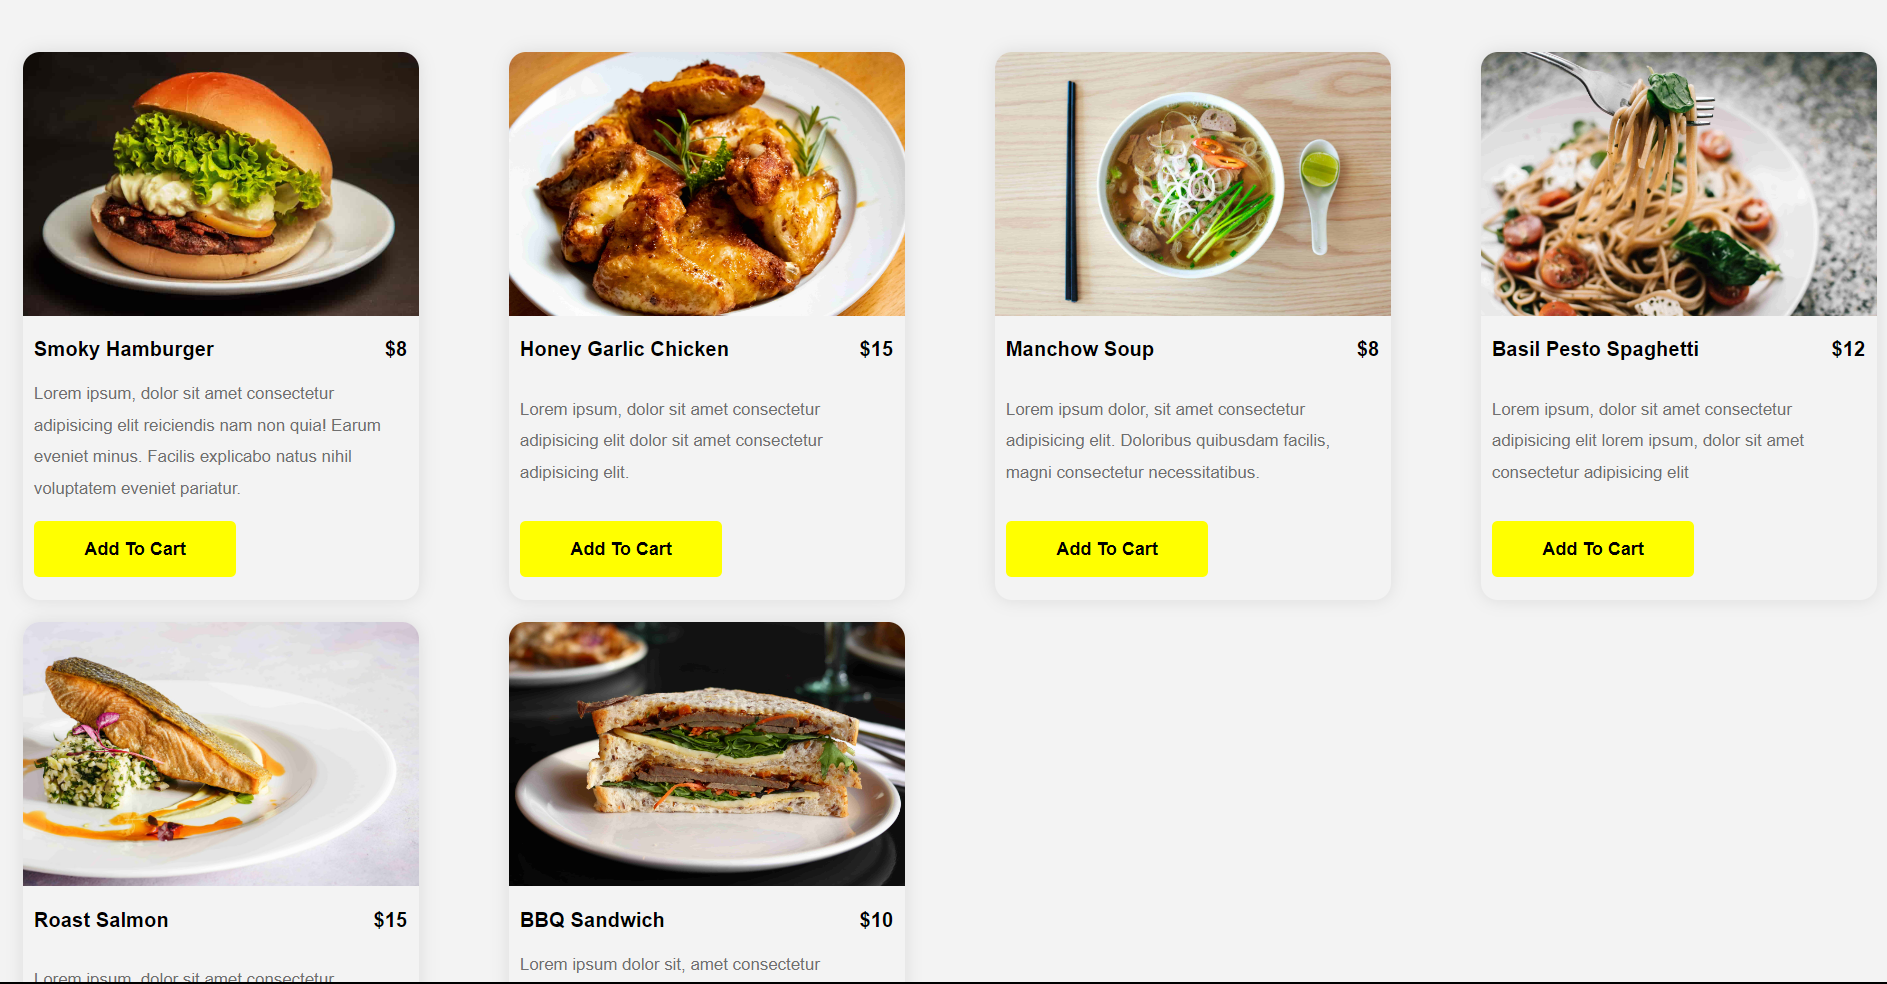 Smoky Hamburger $8
Lorem ipsum, dolor sit amet consectetur
adipisicing elit reiciendis nam non quia! Earum
eveniet minus. Facilis explicabo natus nihil
voluptatem eveniet pariatur.
Add To Cart
Honey Garlic Chicken $15
Lorem ipsum, dolor sit amet consectetur
adipisicing elit dolor sit amet consectetur
adipisicing elit.
Add To Cart
Manchow Soup $8
Lorem ipsum dolor, sit amet consectetur
adipisicing elit. Doloribus quibusdam facilis,
magni consectetur necessitatibus.
Add To Cart
Basil Pesto Spaghetti $12
Lorem ipsum, dolor sit amet consectetur
adipisicing elit lorem ipsum, dolor sit amet
consectetur adipisicing elit
Add To Cart
Roast Salmon $15
Lorem ipsum, dolor sit amet consectetur
BBQ Sandwich $10
Lorem ipsum dolor sit, amet consectetur